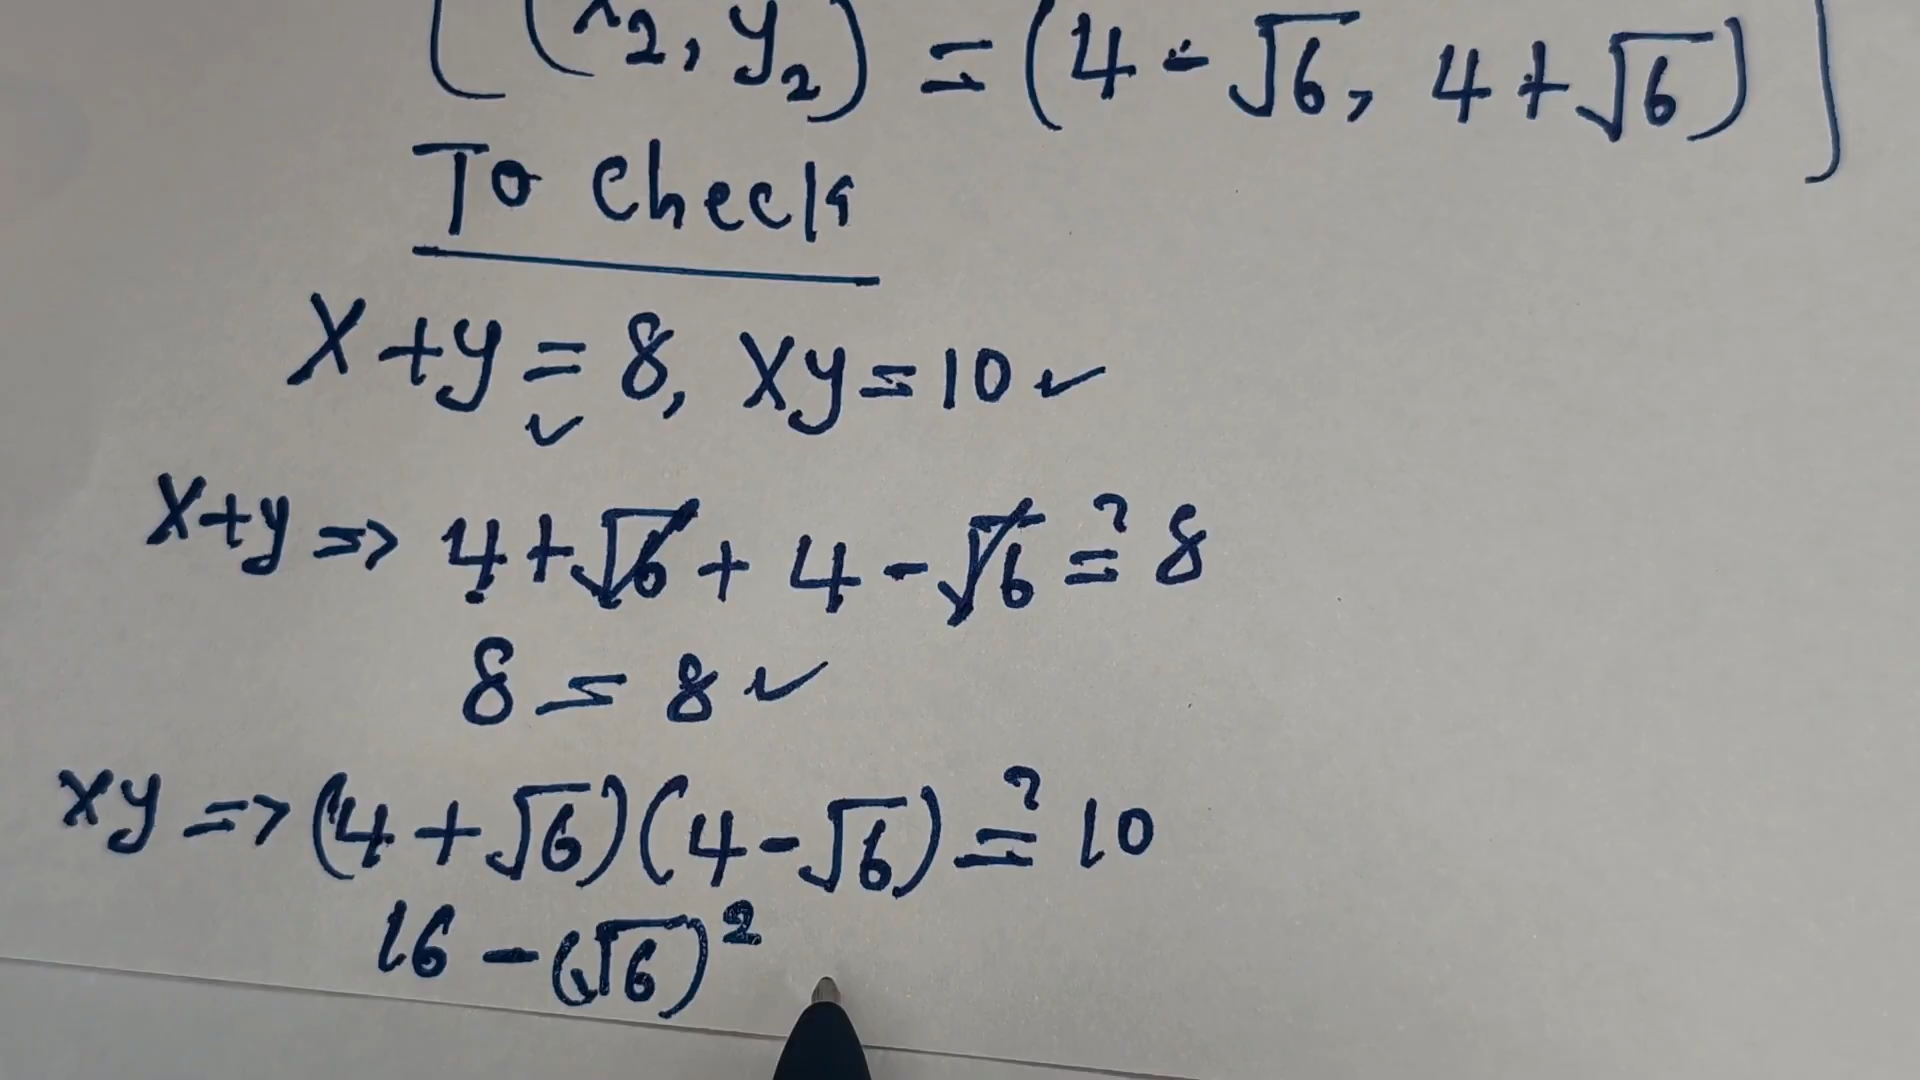 (x₂, y₂) = (4 - √6, 4 + √6)
To Check
X + y = 8, Xy = 10 ✓
✓
X + y => 4 + √6 + 4 - √6 ?= 8
8 = 8 ✓
xy => (4 + √6)(4 - √6) ?= 10
16 - (√6)²